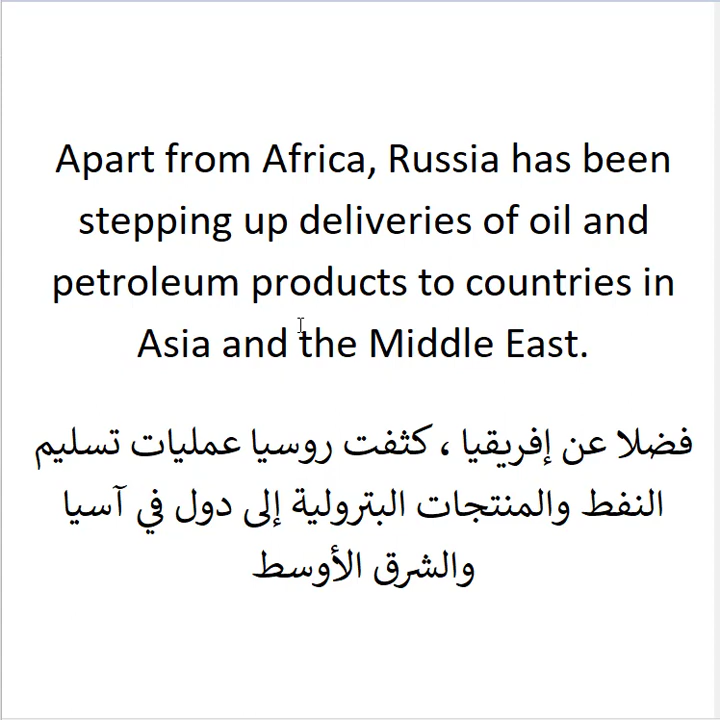 Apart from Africa, Russia has been
stepping up deliveries of oil and
petroleum products to countries in
Asia and the Middle East.
فضلا عن إفريقيا ، كثفت روسيا عمليات تسليم
النفط والمنتجات البترولية إلى دول في آسيا
والشرق الأوسط